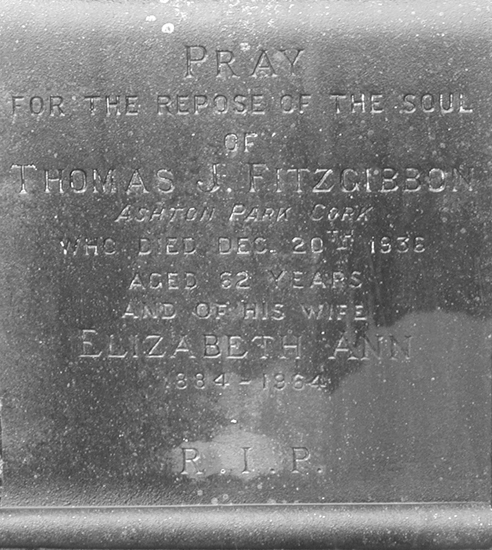 PRAY
FOR THE REPOSE OF THE SOUL
OF
THOMAS J. FITZGIBBON
ASHTON PARK CORK
WHO DIED DEC. 20TH 1938
AGED 62 YEARS
AND OF HIS WIFE
ELIZABETH ANN
1884-1964
R.I.P.